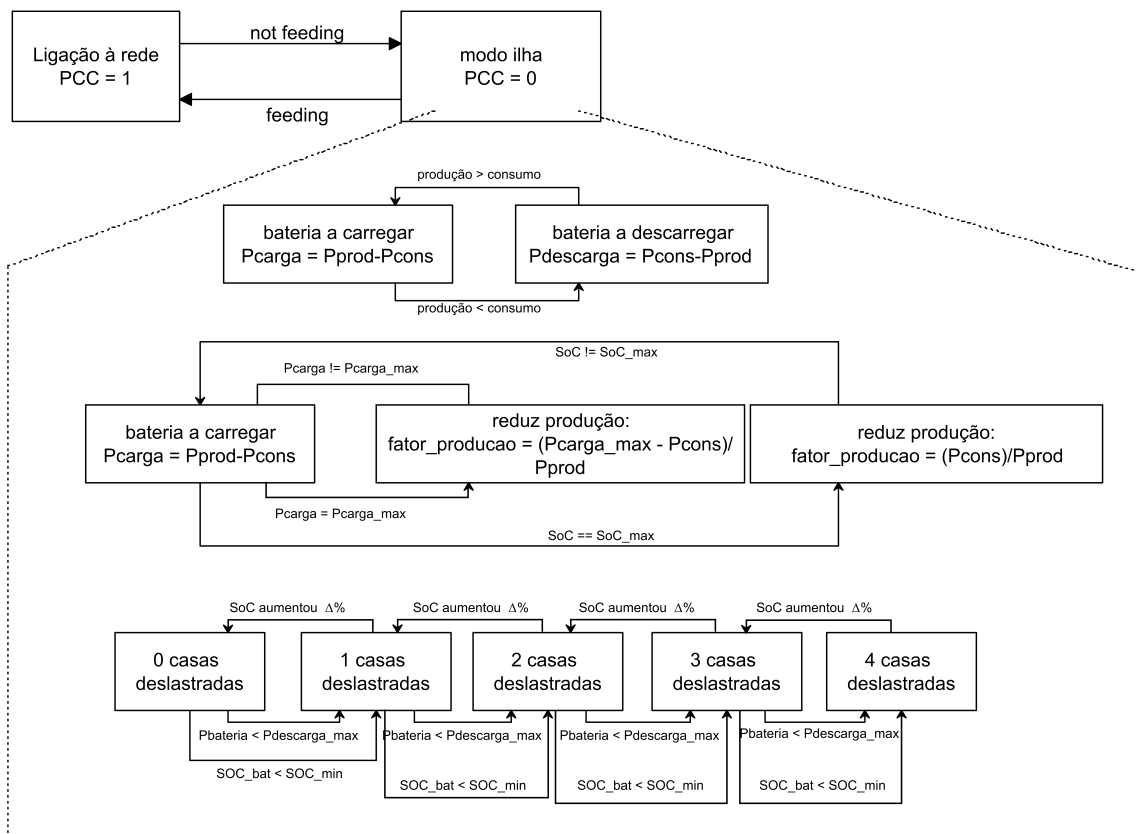 Ligação à rede
PCC = 1
not feeding
feeding
modo ilha
PCC = 0
produção > consumo
bateria a carregar
Pcarga = Pprod-Pcons
bateria a descarregar
Pdescarga = Pcons-Pprod
produção < consumo
SoC != SoC_max
Pcarga != Pcarga_max
bateria a carregar
Pcarga = Pprod-Pcons
reduz produção:
fator_producao = (Pcarga_max - Pcons)/
Pprod
reduz produção:
fator_producao = (Pcons)/Pprod
Pcarga = Pcarga_max
SoC == SoC_max
SoC aumentou Δ%
SoC aumentou Δ%
SoC aumentou Δ%
SoC aumentou Δ%
0 casas
deslastradas
1 casas
deslastradas
2 casas
deslastradas
3 casas
deslastradas
4 casas
deslastradas
Pbateria < Pdescarga_max
Pbateria < Pdescarga_max
Pbateria < Pdescarga_max
Pbateria < Pdescarga_max
SOC_bat < SOC_min
SOC_bat < SOC_min
SOC_bat < SOC_min
SOC_bat < SOC_min